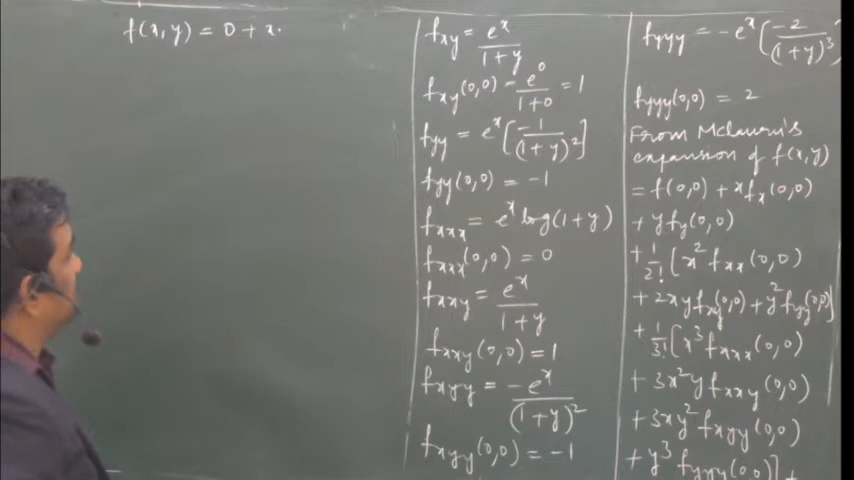 f(x,y) = 0 + x.
fxy = e^x / 1+y
fxy(0,0) = e^0 / 1+0 = 1
fyy = e^x [-1 / (1+y)^2]
fyy(0,0) = -1
fxxx = e^x log(1+y)
fxxx(0,0) = 0
fxxy = e^x / 1+y
fxxy(0,0) = 1
fxyy = -e^x / (1+y)^2
fxyy(0,0) = -1
fyyy = -e^x [-2 / (1+y)^3]
fyyy(0,0) = 2
From Mclaurin's
expansion of f(x,y)
= f(0,0) + x fx(0,0)
+ y fy(0,0)
+ 1/2! [x^2 fxx(0,0)
+ 2xy fxy(0,0) + y^2 fyy(0,0)]
+ 1/3! [x^3 fxxx(0,0)
+ 3x^2y fxxy(0,0)
+ 3xy^2 fxyy(0,0)
+ y^3 fyyy(0,0)] +